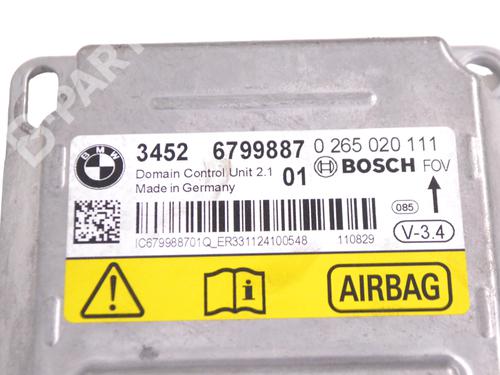 BMW
3452 6799887 0 265 020 111
Domain Control Unit 2.1 01 BOSCH FOV
Made in Germany
085
V-3.4
IC679988701Q_ER331124100548 110829
AIRBAG